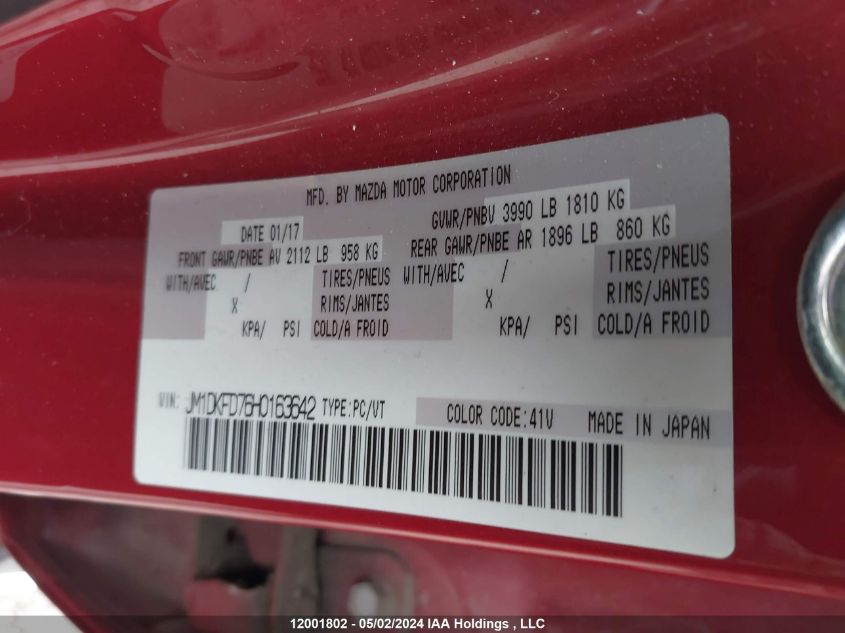 MFD. BY MAZDA MOTOR CORPORATION
DATE 01/17 GVWR/PNBV 3990 LB 1810 KG
FRONT GAWR/PNBE AV 2112 LB 958 KG REAR GAWR/PNBE AR 1896 LB 860 KG
WITH/AVEC / TIRES/PNEUS WITH/AVEC / TIRES/PNEUS
X RIMS/JANTES X RIMS/JANTES
KPA/ PSI COLD/A FROID KPA/ PSI COLD/A FROID
VIN: JM1DKFD76H0163642 TYPE:PC/VT COLOR CODE:41V MADE IN JAPAN
12001802 - 05/02/2024 IAA Holdings , LLC